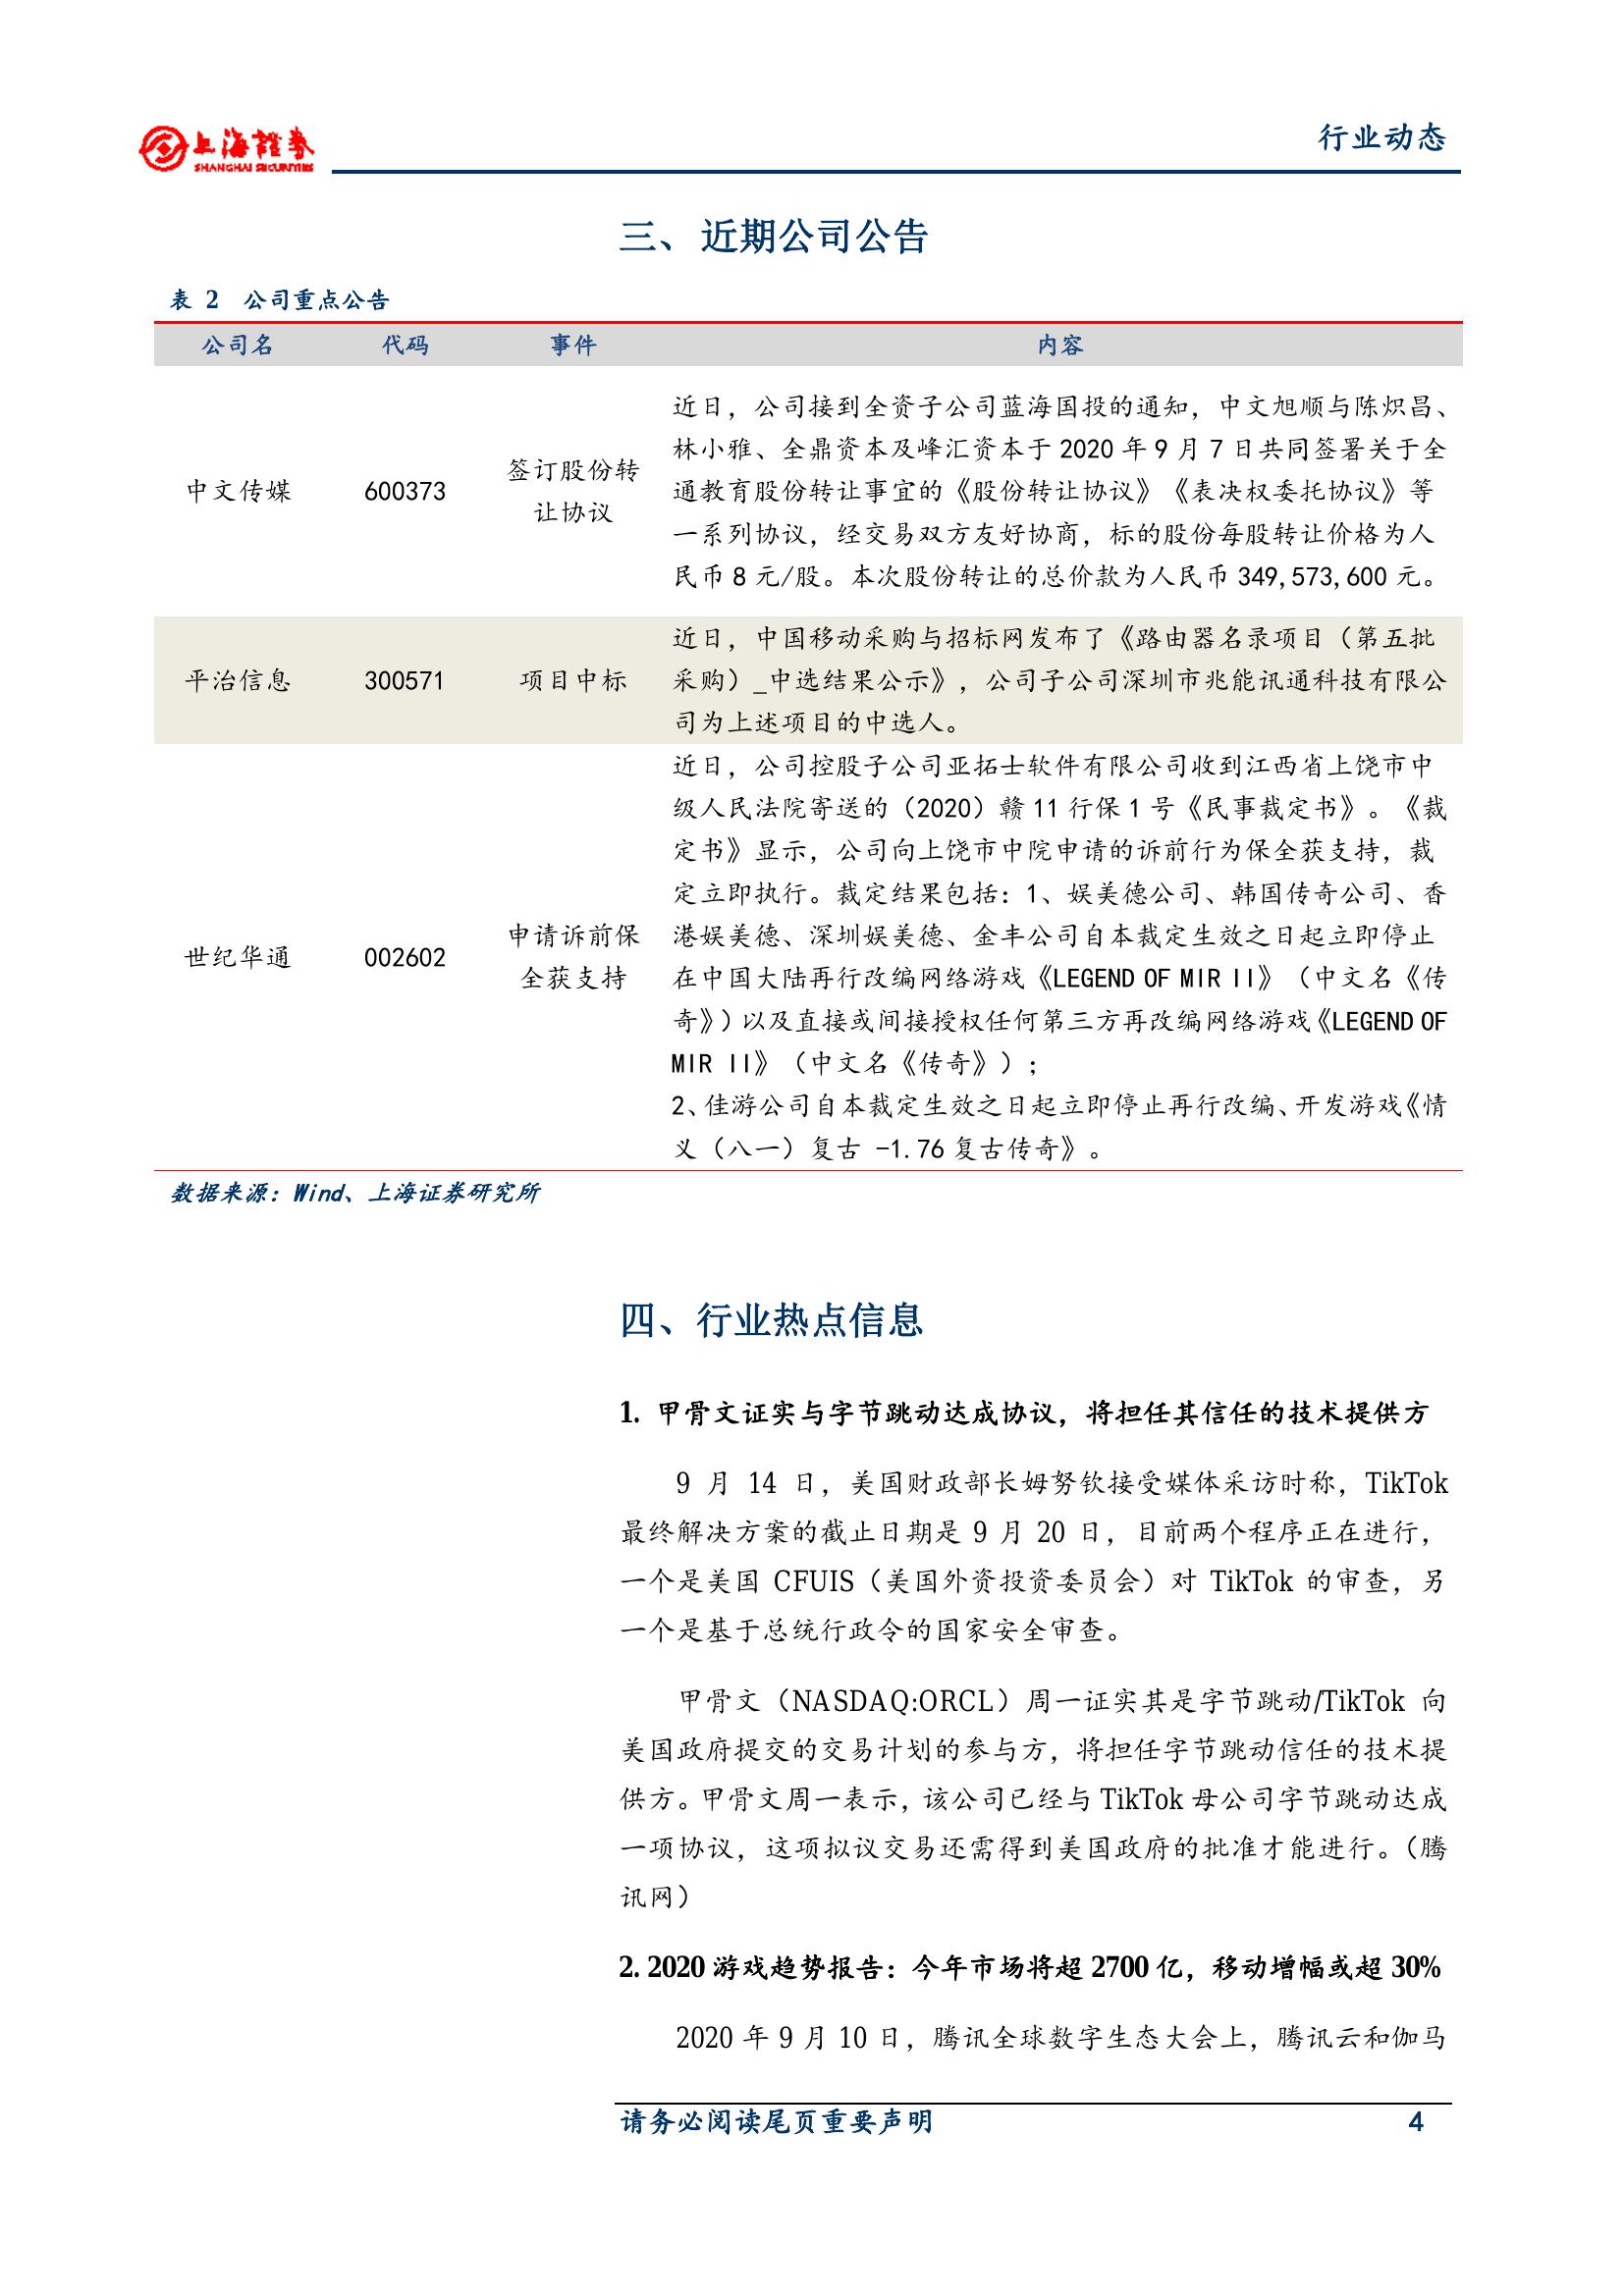 上海證券
SHANGHAI SECURITIES
行业动态
三、近期公司公告
表 2 公司重点公告
公司名 代码 事件 内容
中文传媒 600373 签订股份转
让协议
近日，公司接到全资子公司蓝海国投的通知，中文旭顺与陈炽昌、
林小雅、全鼎资本及峰汇资本于 2020 年 9 月 7 日共同签署关于全
通教育股份转让事宜的《股份转让协议》《表决权委托协议》等
一系列协议，经交易双方友好协商，标的股份每股转让价格为人
民币 8 元/股。本次股份转让的总价款为人民币 349,573,600 元。
平治信息 300571 项目中标
近日，中国移动采购与招标网发布了《路由器名录项目（第五批
采购）_中选结果公示》，公司子公司深圳市兆能讯通科技有限公
司为上述项目的中选人。
世纪华通 002602 申请诉前保
全获支持
近日，公司控股子公司亚拓士软件有限公司收到江西省上饶市中
级人民法院寄送的（2020）赣 11 行保 1 号《民事裁定书》。《裁
定书》显示，公司向上饶市中院申请的诉前行为保全获支持，裁
定立即执行。裁定结果包括：1、娱美德公司、韩国传奇公司、香
港娱美德、深圳娱美德、金丰公司自本裁定生效之日起立即停止
在中国大陆再行改编网络游戏《LEGEND OF MIR II》（中文名《传
奇》）以及直接或间接授权任何第三方再改编网络游戏《LEGEND OF
MIR II》（中文名《传奇》）；
2、佳游公司自本裁定生效之日起立即停止再行改编、开发游戏《情
义（八一）复古 -1.76 复古传奇》。
数据来源：Wind、上海证券研究所
四、行业热点信息
1. 甲骨文证实与字节跳动达成协议，将担任其信任的技术提供方
9 月 14 日，美国财政部长姆努钦接受媒体采访时称，TikTok
最终解决方案的截止日期是 9 月 20 日，目前两个程序正在进行，
一个是美国 CFUIS（美国外资投资委员会）对 TikTok 的审查，另
一个是基于总统行政令的国家安全审查。
甲骨文（NASDAQ:ORCL）周一证实其是字节跳动/TikTok 向
美国政府提交的交易计划的参与方，将担任字节跳动信任的技术提
供方。甲骨文周一表示，该公司已经与 TikTok 母公司字节跳动达成
一项协议，这项拟议交易还需得到美国政府的批准才能进行。（腾
讯网）
2. 2020 游戏趋势报告：今年市场将超 2700 亿，移动增幅或超 30%
2020 年 9 月 10 日，腾讯全球数字生态大会上，腾讯云和伽马
请务必阅读尾页重要声明 4